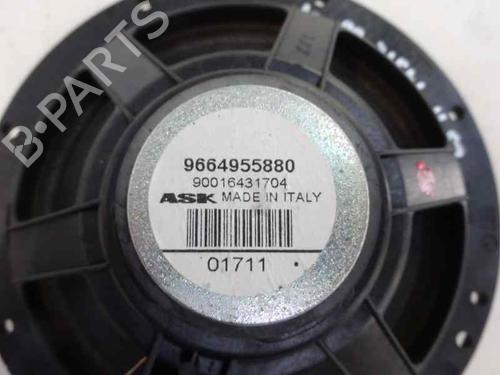 B-PARTS
9664955880
90016431704
ASK MADE IN ITALY
01711